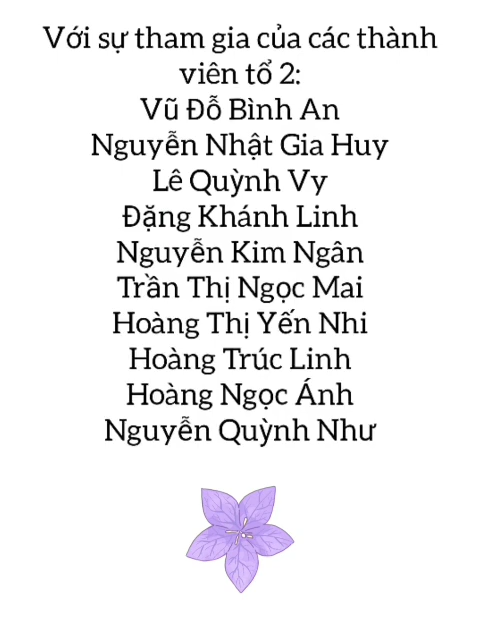 Với sự tham gia của các thành
viên tổ 2:
Vũ Đỗ Bình An
Nguyễn Nhật Gia Huy
Lê Quỳnh Vy
Đặng Khánh Linh
Nguyễn Kim Ngân
Trần Thị Ngọc Mai
Hoàng Thị Yến Nhi
Hoàng Trúc Linh
Hoàng Ngọc Ánh
Nguyễn Quỳnh Như